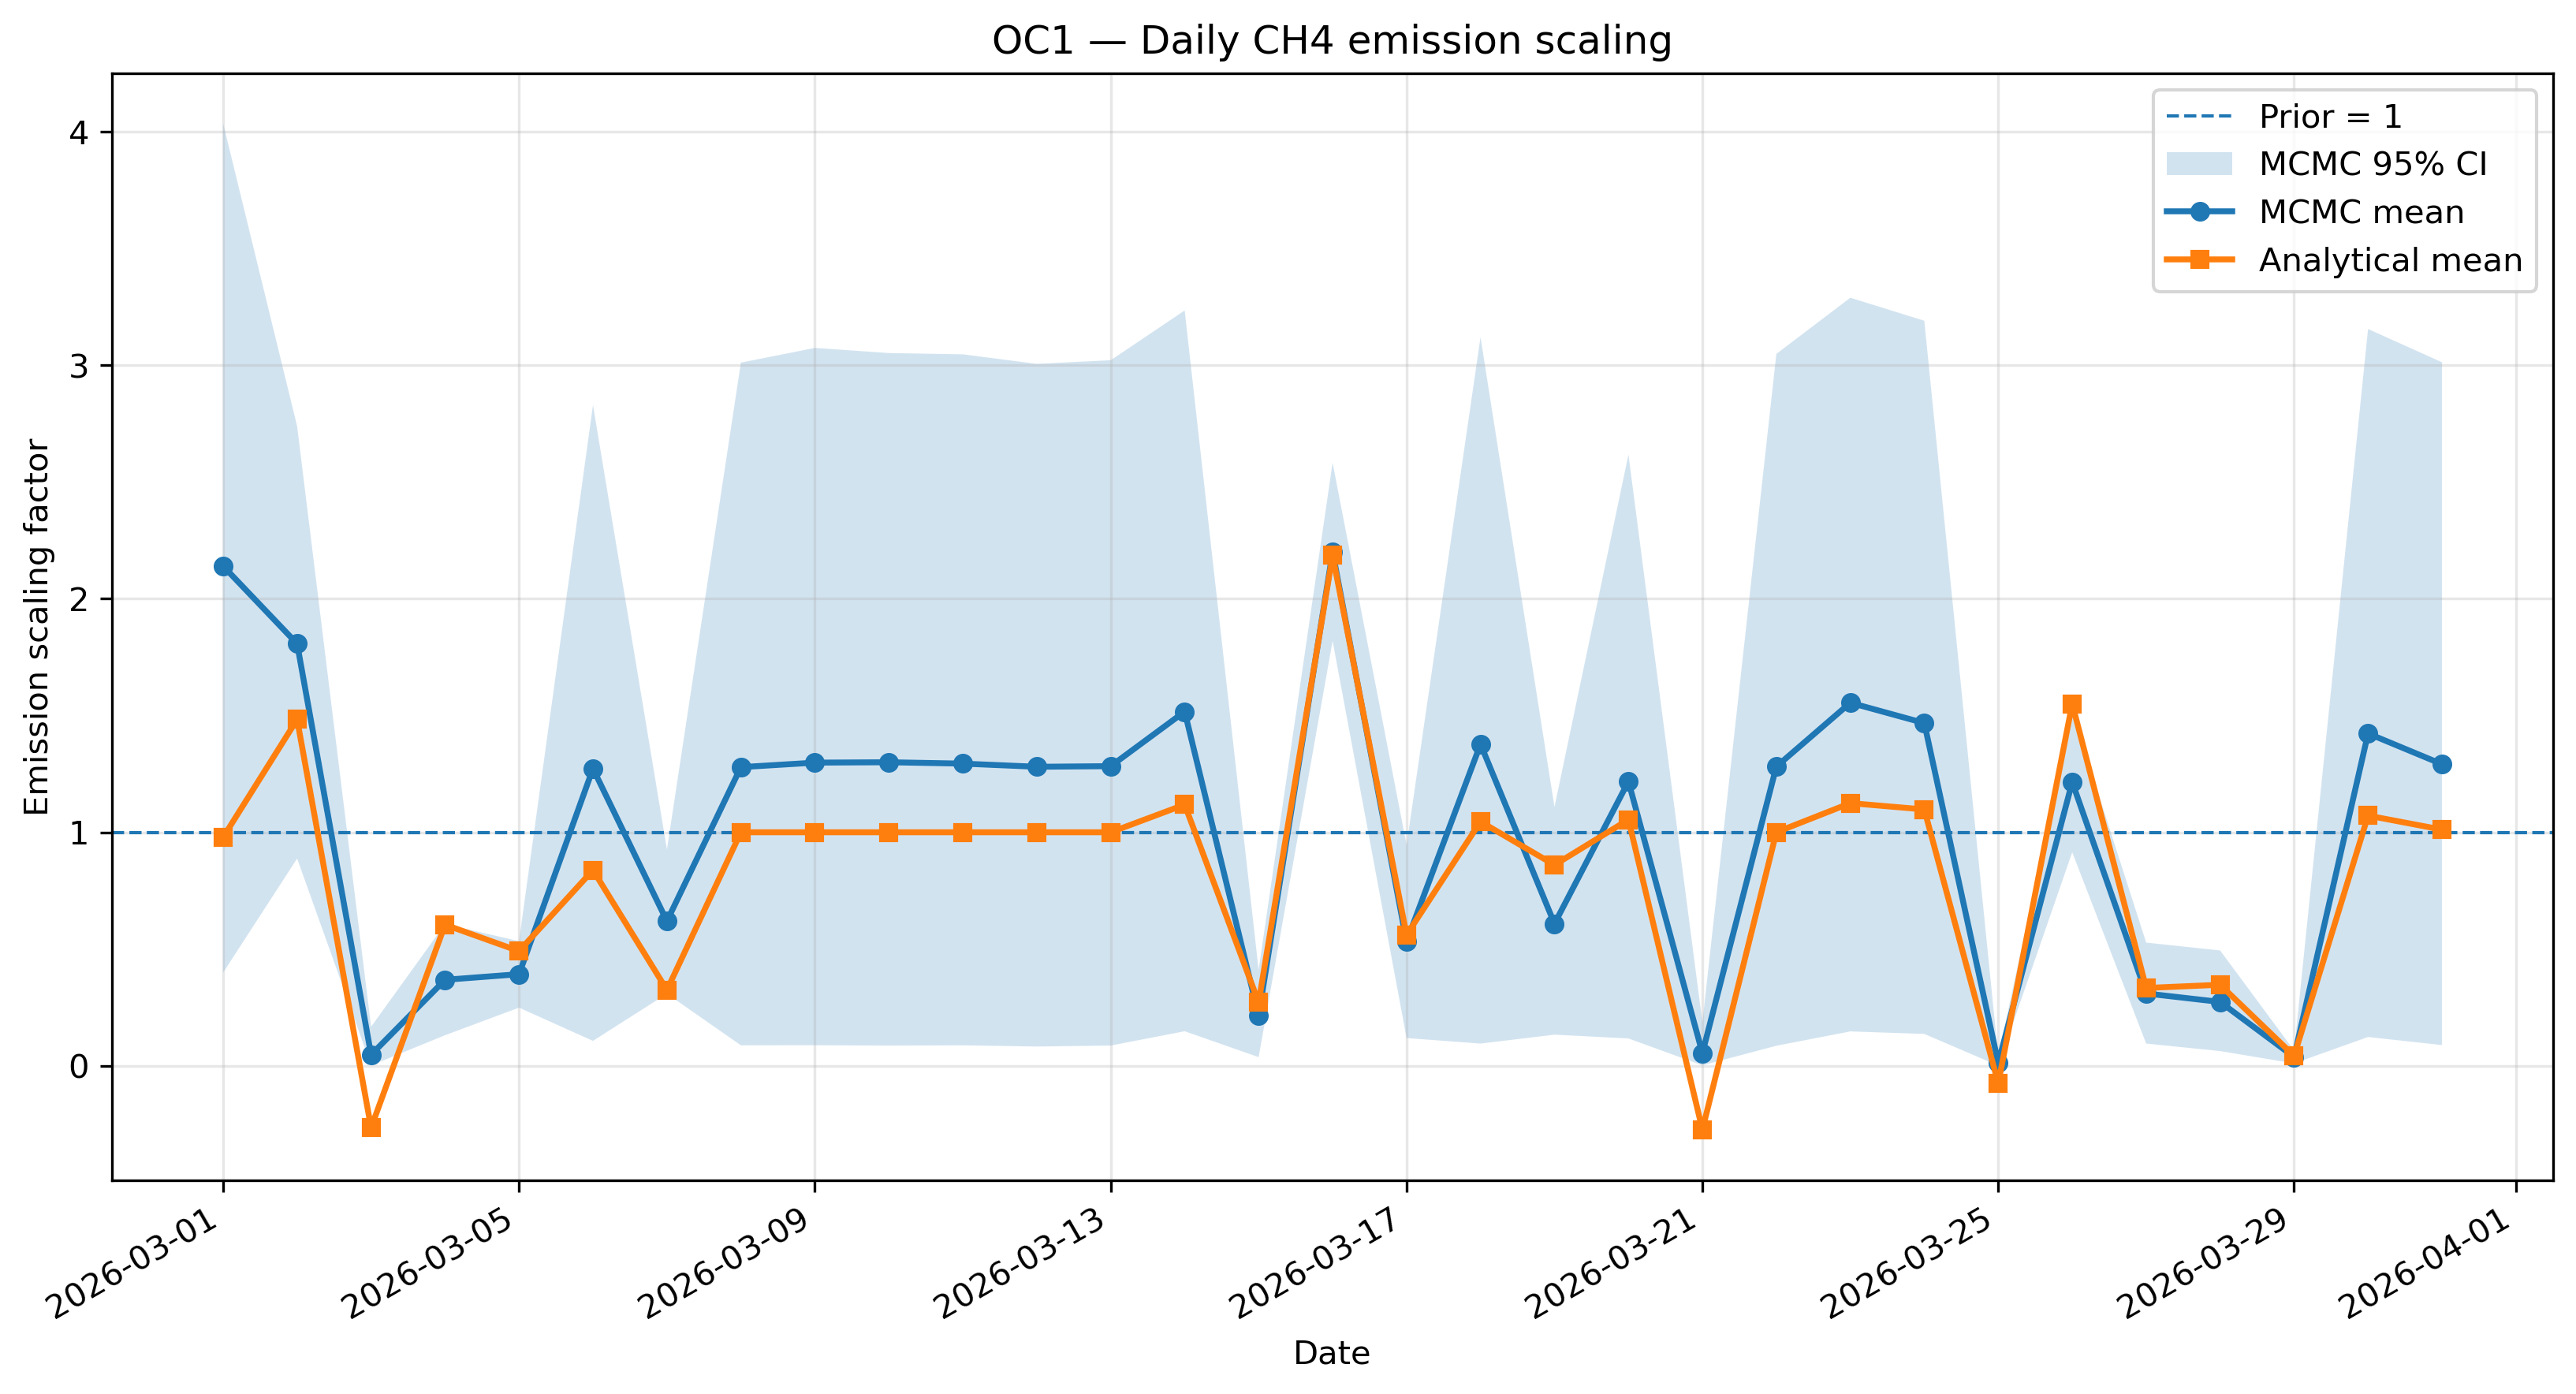 OC1 — Daily CH4 emission scaling
Prior = 1
MCMC 95% CI
MCMC mean
Analytical mean
Emission scaling factor
4
3
2
1
0
2026-03-01
2026-03-05
2026-03-09
2026-03-13
2026-03-17
2026-03-21
2026-03-25
2026-03-29
2026-04-01
Date